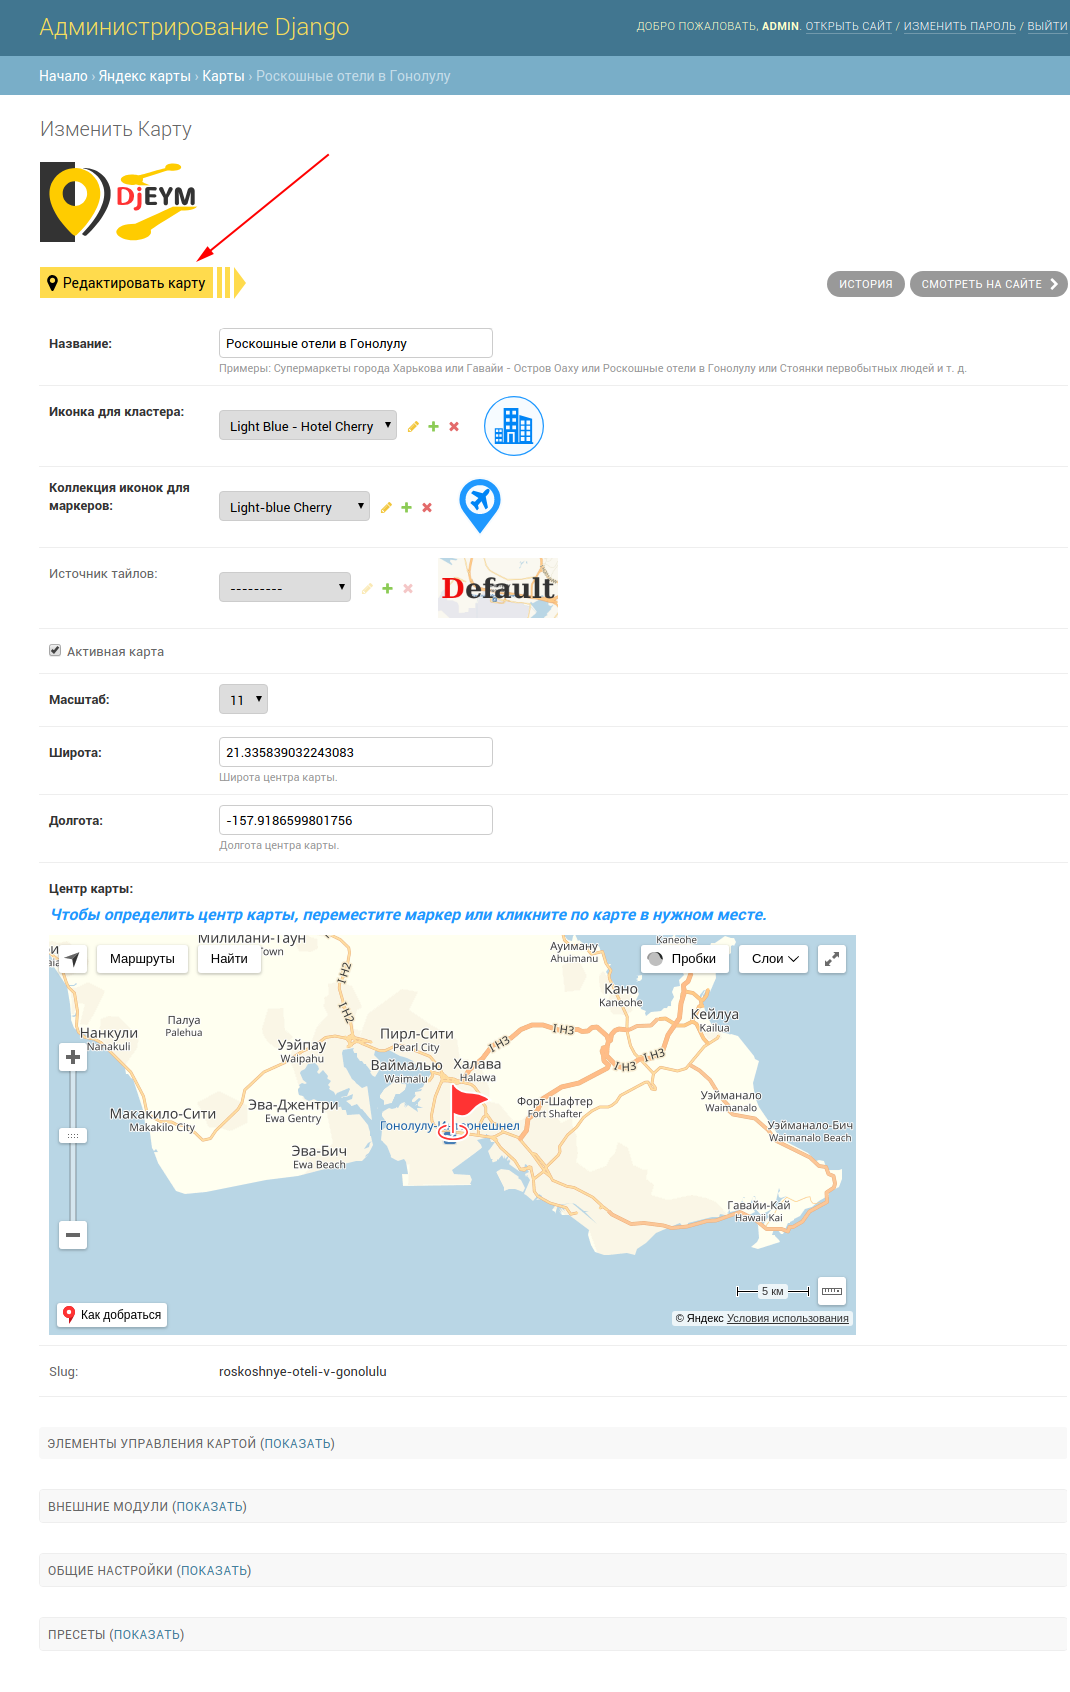 Администрирование Django
ДОБРО ПОЖАЛОВАТЬ, ADMIN. ОТКРЫТЬ САЙТ / ИЗМЕНИТЬ ПАРОЛЬ / ВЫЙТИ
Начало › Яндекс карты › Карты › Роскошные отели в Гонолулу
Изменить Карту
DjEYM
Редактировать карту
ИСТОРИЯ
СМОТРЕТЬ НА САЙТЕ
Название:
Роскошные отели в Гонолулу
Примеры: Супермаркеты города Харькова или Гавайи - Остров Оаху или Роскошные отели в Гонолулу или Стоянки первобытных людей и т. д.
Иконка для кластера:
Light Blue - Hotel Cherry
Коллекция иконок для
маркеров:
Light-blue Cherry
Источник тайлов:
---------
Default
Активная карта
Масштаб:
11
Широта:
21.335839032243083
Широта центра карты.
Долгота:
-157.9186599801756
Долгота центра карты.
Центр карты:
Чтобы определить центр карты, переместите маркер или кликните по карте в нужном месте.
Милилани-Таун
Маршруты
Найти
Ауиману
Ahuimanu
Kaneohe
Пробки
Слои
I H2
I H2
Кано
Kaneohe
Кейлуа
Kailua
Нанкули
Nanakuli
Палуа
Palehua
Уэйпау
Waipahu
Пирл-Сити
Pearl City
I H3
I H3
I H3
I H3
Ваймалью
Waimalu
Халава
Halawa
Макакило-Сити
Makakilo City
Эва-Джентри
Ewa Gentry
Форт-Шафтер
Fort Shafter
Уэйманало
Waimanalo
Уэйманало-Бич
Waimanalo Beach
Эва-Бич
Ewa Beach
Гавайи-Кай
Hawaii Kai
5 км
Как добраться
© Яндекс Условия использования
Slug:
roskoshnye-oteli-v-gonolulu
ЭЛЕМЕНТЫ УПРАВЛЕНИЯ КАРТОЙ (ПОКАЗАТЬ)
ВНЕШНИЕ МОДУЛИ (ПОКАЗАТЬ)
ОБЩИЕ НАСТРОЙКИ (ПОКАЗАТЬ)
ПРЕСЕТЫ (ПОКАЗАТЬ)